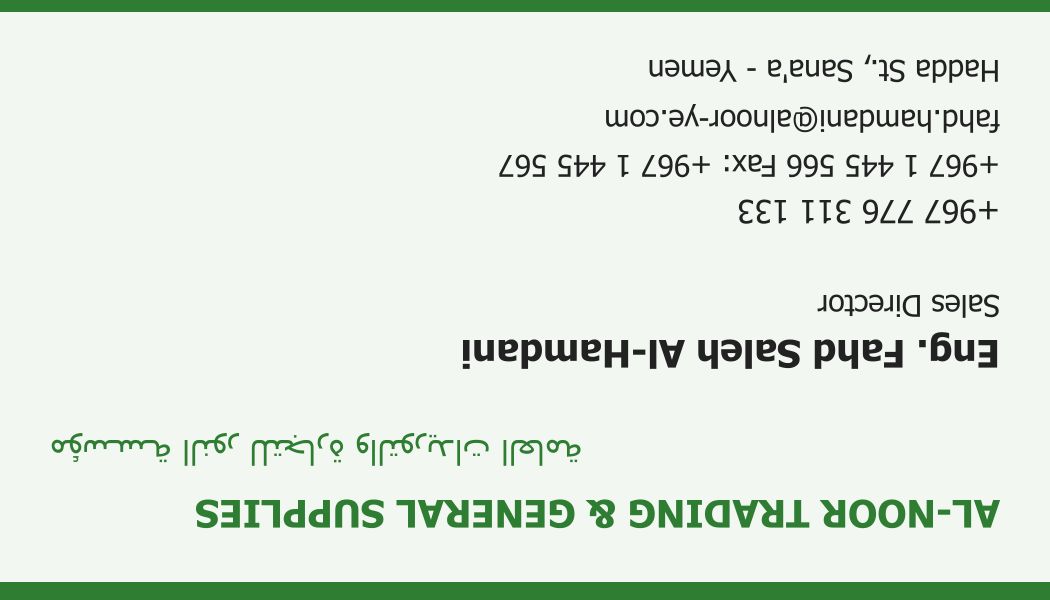 AL-NOOR TRADING & GENERAL SUPPLIES
مؤسسة النور للتجارة والتوريدات العامة
Eng. Fahd Saleh Al-Hamdani
Sales Director
+967 776 311 133
+967 1 445 566 Fax: +967 1 445 567
fahd.hamdani@alnoor-ye.com
Hadda St., Sana'a - Yemen